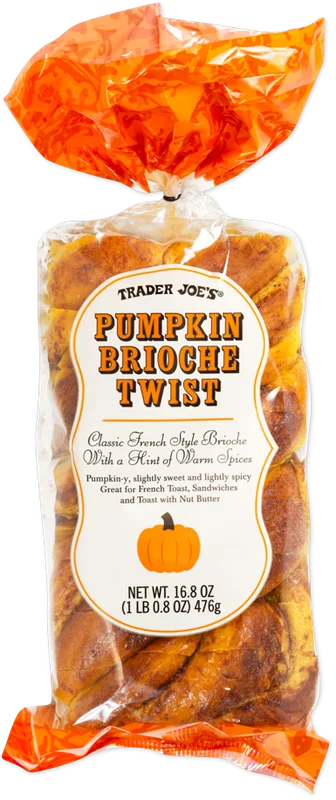 TRADER JOE'S®
PUMPKIN
BRIOCHE
TWIST
Classic French Style Brioche
With a Hint of Warm Spices
Pumpkin-y, slightly sweet and lightly spicy
Great for French Toast, Sandwiches
and Toast with Nut Butter
NET WT. 16.8 OZ
(1 LB 0.8 OZ) 476g